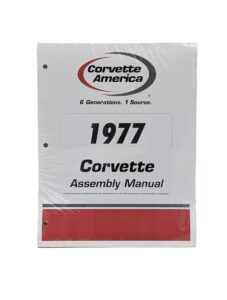 Corvette
America
6 Generations. 1 Source.
1977
Corvette
Assembly Manual